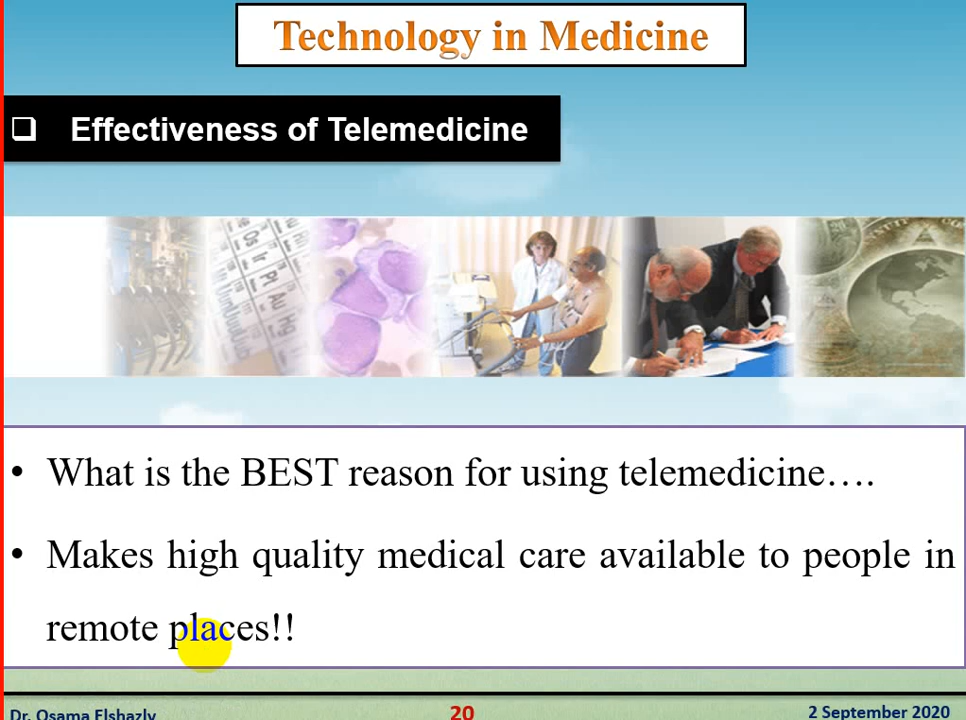 Technology in Medicine
❑ Effectiveness of Telemedicine
• What is the BEST reason for using telemedicine….
• Makes high quality medical care available to people in
remote places!!
Dr. Osama Elshazly
20
2 September 2020